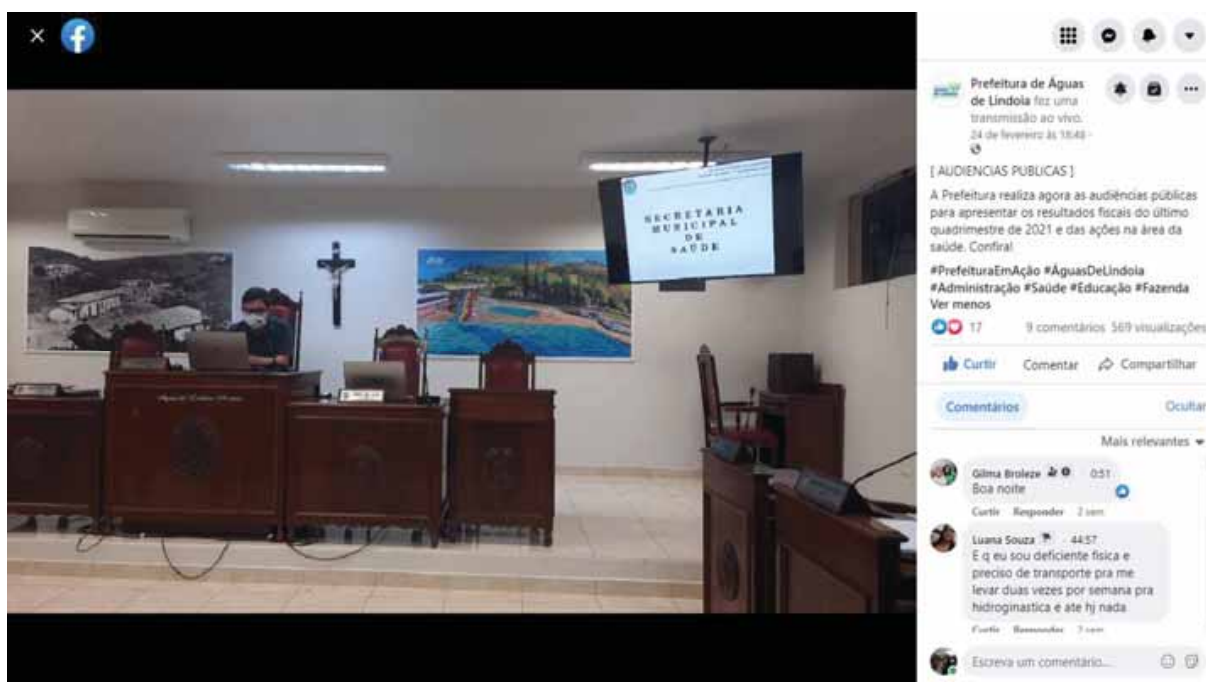 Prefeitura de Águas
de Lindoia fez uma
transmissão ao vivo.
24 de fevereiro às 18:48 ·
[ AUDIENCIAS PUBLICAS ]
A Prefeitura realiza agora as audiências públicas
para apresentar os resultados fiscais do último
quadrimestre de 2021 e das ações na área da
saúde. Confira!
#PrefeituraEmAção #ÁguasDeLindoia
#Administração #Saúde #Educação #Fazenda
Ver menos
17 9 comentários 569 visualizações
Curtir Comentar Compartilhar
Comentários Ocultar
Mais relevantes
Gilma Broleze 0:51
Boa noite
Curtir Responder 2 sem
Luana Souza · 44:57
E q eu sou deficiente fisica e
preciso de transporte pra me
levar duas vezes por semana pra
hidroginastica e ate hj nada
Curtir Responder 2 sem
Escreva um comentário...
SECRETARIA
MUNICIPAL
DE
SAÚDE